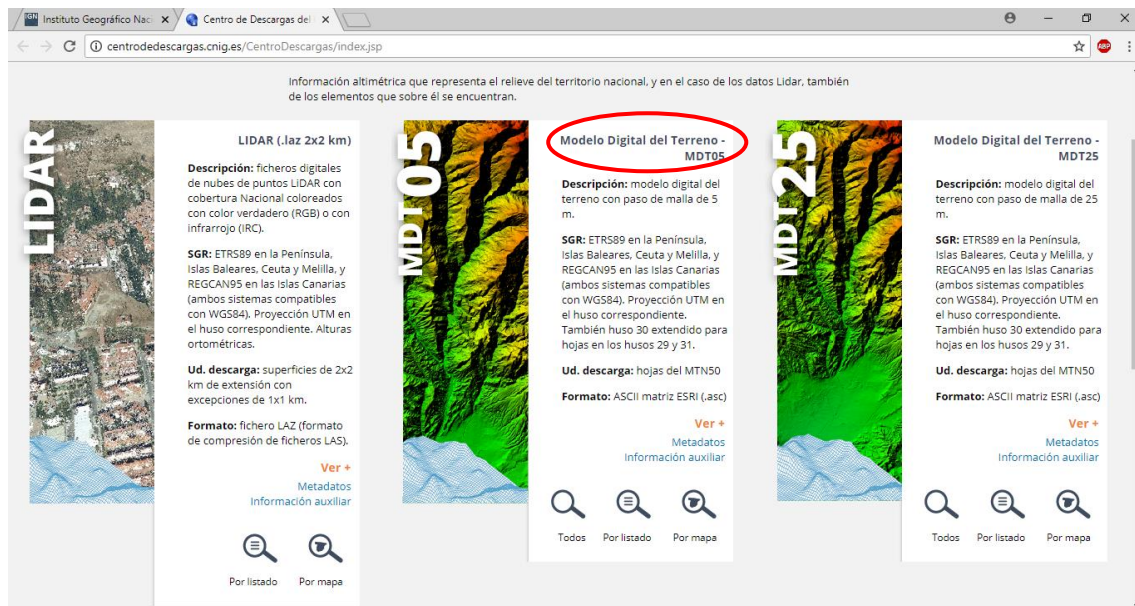 Instituto Geográfico Nac
Centro de Descargas del
centrodedescargas.cnig.es/CentroDescargas/index.jsp
ABP
Información altimétrica que representa el relieve del territorio nacional, y en el caso de los datos Lidar, también
de los elementos que sobre él se encuentran.
LIDAR
LIDAR (.laz 2x2 km)
Descripción: ficheros digitales
de nubes de puntos LiDAR con
cobertura Nacional coloreados
con color verdadero (RGB) o con
infrarrojo (IRC).
SGR: ETRS89 en la Península,
Islas Baleares, Ceuta y Melilla, y
REGCAN95 en las Islas Canarias
(ambos sistemas compatibles
con WGS84). Proyección UTM en
el huso correspondiente. Alturas
ortométricas.
Ud. descarga: superficies de 2x2
km de extensión con
excepciones de 1x1 km.
Formato: fichero LAZ (formato
de compresión de ficheros LAS).
Ver +
Metadatos
Información auxiliar
Por listado
Por mapa
MDT05
Modelo Digital del Terreno -
MDT05
Descripción: modelo digital del
terreno con paso de malla de 5
m.
SGR: ETRS89 en la Península,
Islas Baleares, Ceuta y Melilla, y
REGCAN95 en las Islas Canarias
(ambos sistemas compatibles
con WGS84). Proyección UTM en
el huso correspondiente.
También huso 30 extendido para
hojas en los husos 29 y 31.
Ud. descarga: hojas del MTN50
Formato: ASCII matriz ESRI (.asc)
Ver +
Metadatos
Información auxiliar
Todos
Por listado
Por mapa
MDT25
Modelo Digital del Terreno -
MDT25
Descripción: modelo digital del
terreno con paso de malla de 25
m.
SGR: ETRS89 en la Península,
Islas Baleares, Ceuta y Melilla, y
REGCAN95 en las Islas Canarias
(ambos sistemas compatibles
con WGS84). Proyección UTM en
el huso correspondiente.
También huso 30 extendido para
hojas en los husos 29 y 31.
Ud. descarga: hojas del MTN50
Formato: ASCII matriz ESRI (.asc)
Ver +
Metadatos
Información auxiliar
Todos
Por listado
Por mapa